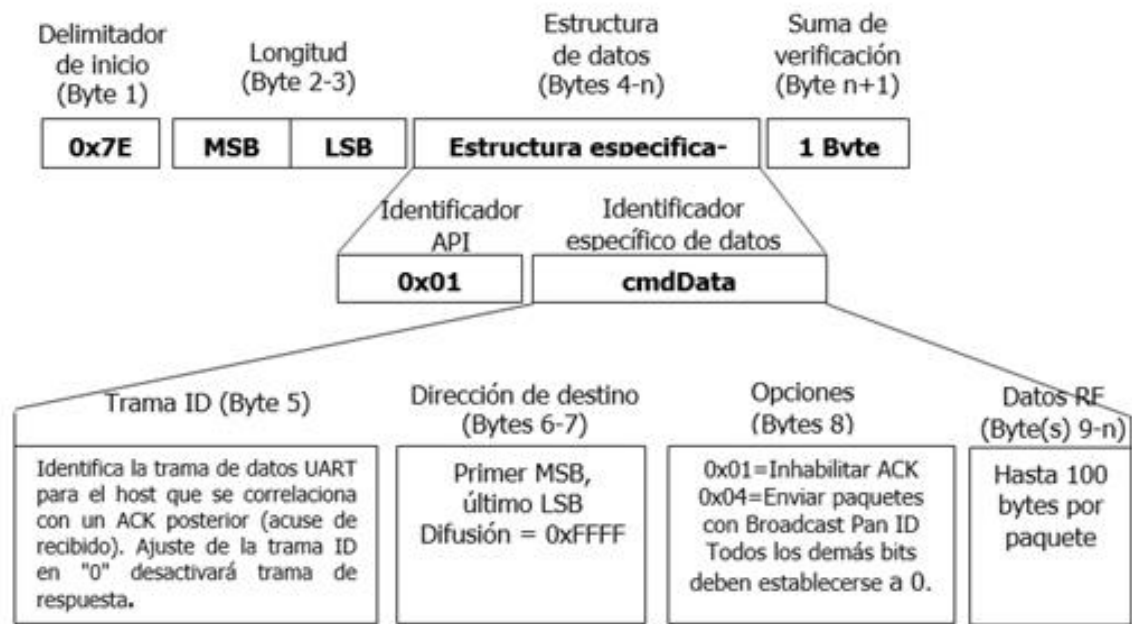 Delimitador
de inicio
(Byte 1)
Longitud
(Byte 2-3)
Estructura
de datos
(Bytes 4-n)
Suma de
verificación
(Byte n+1)
0x7E
MSB
LSB
Estructura especifica-
1 Byte
Identificador
API
Identificador
específico de datos
0x01
cmdData
Trama ID (Byte 5)
Dirección de destino
(Bytes 6-7)
Opciones
(Bytes 8)
Datos RF
(Byte(s) 9-n)
Identifica la trama de datos UART
para el host que se correlaciona
con un ACK posterior (acuse de
recibido). Ajuste de la trama ID
en "0" desactivará trama de
respuesta.
Primer MSB,
último LSB
Difusión = 0xFFFF
0x01=Inhabilitar ACK
0x04=Enviar paquetes
con Broadcast Pan ID
Todos los demás bits
deben establecerse a 0.
Hasta 100
bytes por
paquete